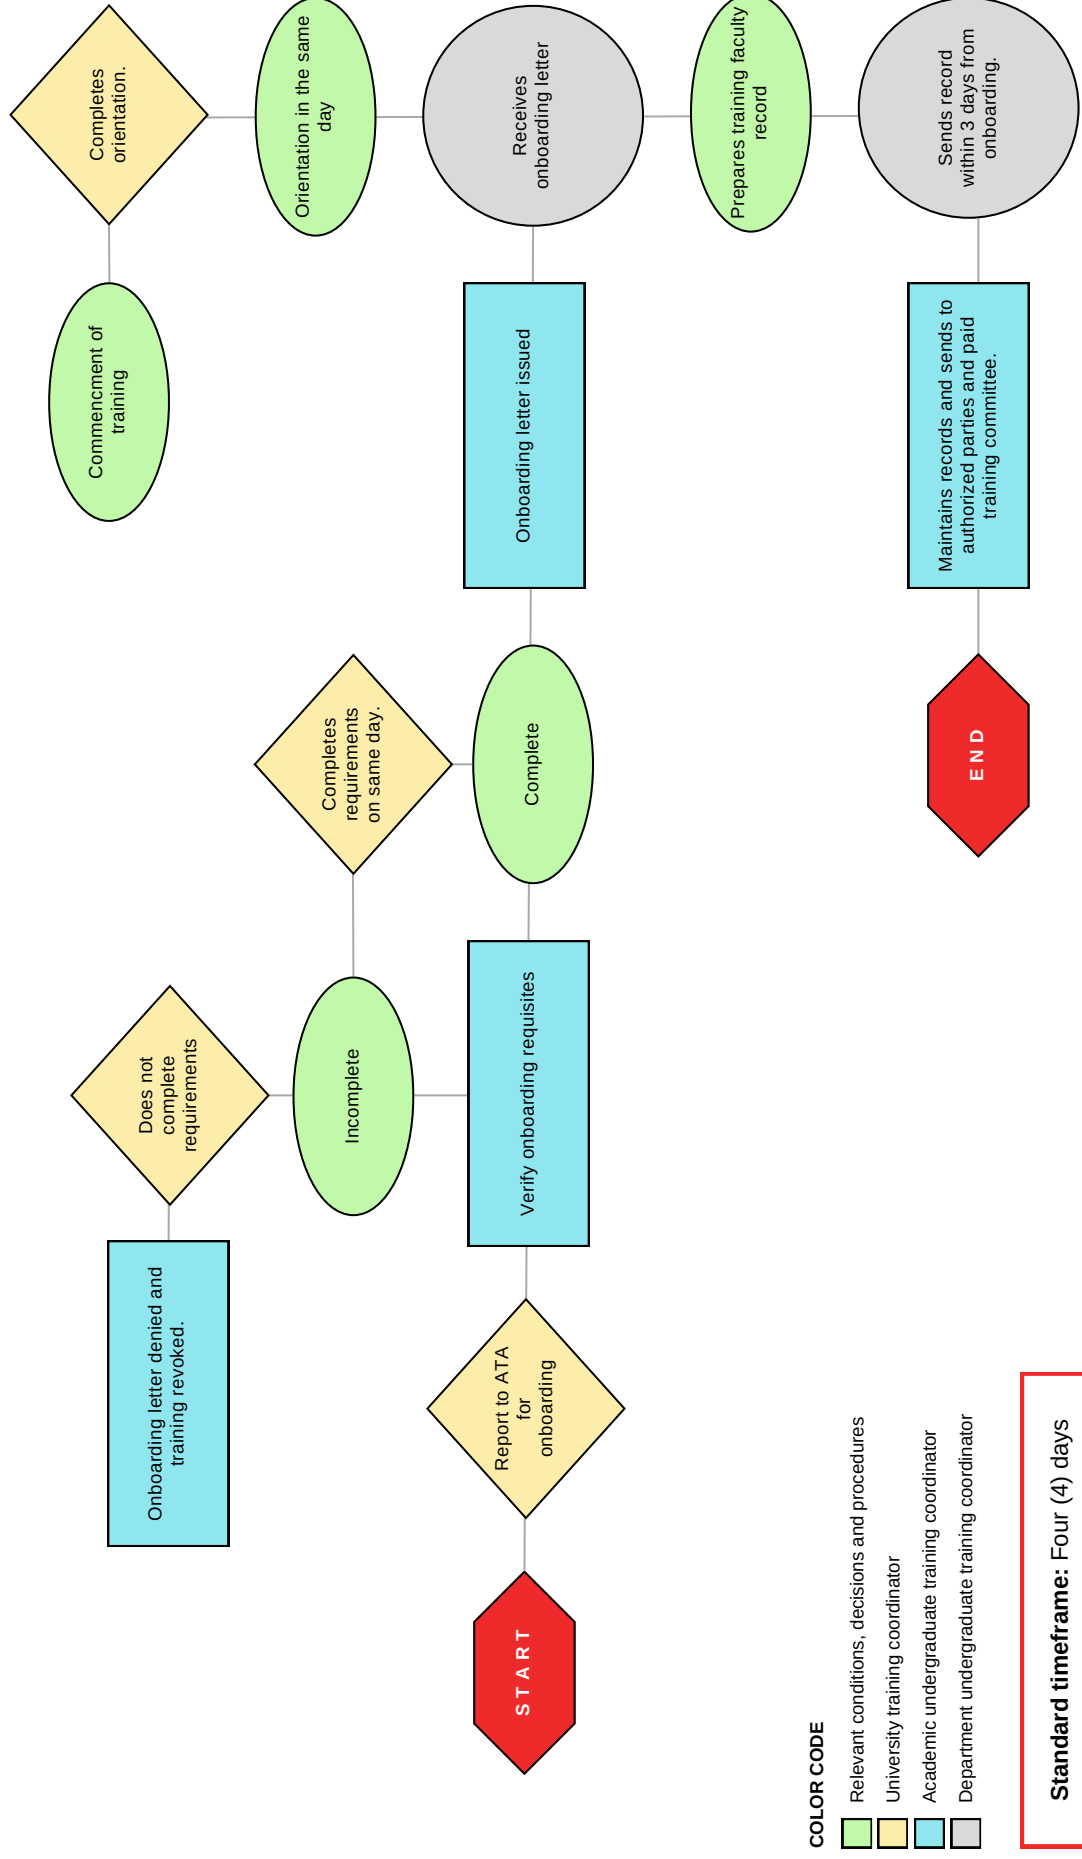 Completes
orientation.
Orientation in the same
day
Receives
onboarding letter
Prepares training faculty
record
Sends record
within 3 days from
onboarding.
Commencment of
training
Onboarding letter issued
Maintains records and sends to
authorized parties and paid
training committee.
Completes
requirements
on same day.
Complete
END
Does not
complete
requirements
Incomplete
Verify onboarding requisites
Onboarding letter denied and
training revoked.
Report to ATA
for
onboarding
START
COLOR CODE
Relevant conditions, decisions and procedures
University training coordinator
Academic undergraduate training coordinator
Department undergraduate training coordinator
Standard timeframe: Four (4) days